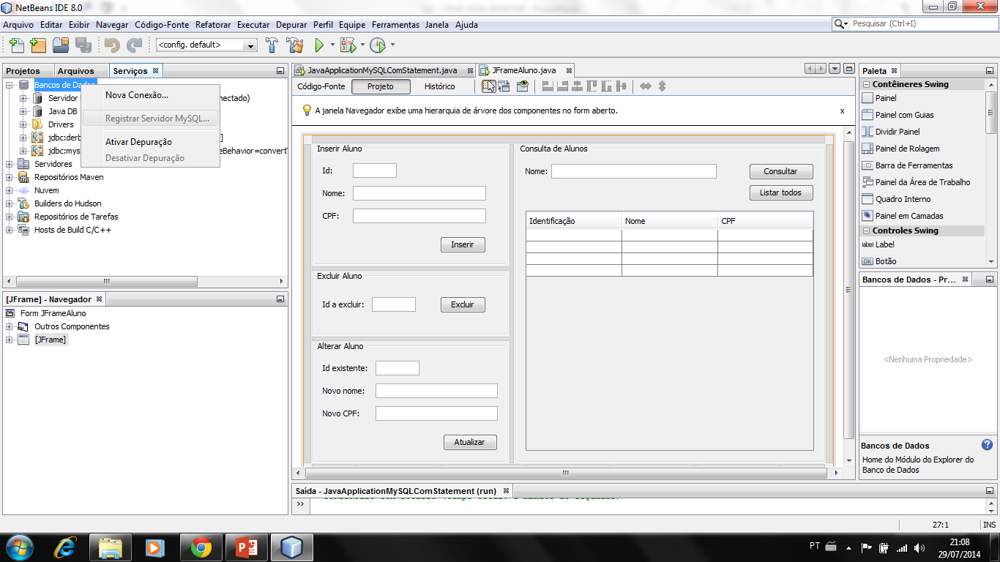 NetBeans IDE 8.0
Arquivo Editar Exibir Navegar Código-Fonte Refatorar Executar Depurar Perfil Equipe Ferramentas Janela Ajuda
Pesquisar (Ctrl+I)
<config. default>
Projetos Arquivos Serviços
Bancos de Dados
Servidor
nectado)
Java DB
Drivers
jdbc:derb
]
jdbc:mys
eBehavior=convertT
Servidores
Repositórios Maven
Nuvem
Builders do Hudson
Repositórios de Tarefas
Hosts de Build C/C++
Nova Conexão...
Registrar Servidor MySQL...
Ativar Depuração
Desativar Depuração
[JFrame] - Navegador
Form JFrameAluno
Outros Componentes
[JFrame]
JavaApplicationMySQLComStatement.java
JFrameAluno.java
Código-Fonte Projeto Histórico
A janela Navegador exibe uma hierarquia de árvore dos componentes no form aberto.
x
Inserir Aluno
Id:
Nome:
CPF:
Inserir
Excluir Aluno
Id a excluir:
Excluir
Alterar Aluno
Id existente:
Novo nome:
Novo CPF:
Atualizar
Consulta de Alunos
Nome:
Consultar
Listar todos
Identificação Nome CPF
Saída - JavaApplicationMySQLComStatement (run)
>>
Paleta
Contêineres Swing
Painel
Painel com Guias
Dividir Painel
Painel de Rolagem
Barra de Ferramentas
Painel da Área de Trabalho
Quadro Interno
Painel em Camadas
Controles Swing
label Label
OK Botão
Bancos de Dados - Pr...
<Nenhuma Propriedade>
Bancos de Dados
Home do Módulo do Explorer do
Banco de Dados
27:1 INS
PT
21:08
29/07/2014